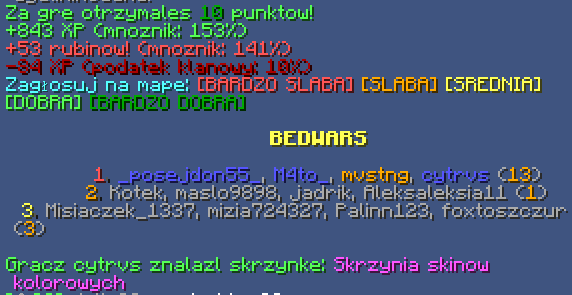 Za gre otrzymales 10 punktow!
+843 XP (mnoznik: 153%)
+53 rubinow! (mnoznik: 141%)
-84 XP (podatek klanowy: 10%)
Zagłosuj na mape: [BARDZO SLABA] [SLABA] [SREDNIA]
[DOBRA] [BARDZO DOBRA]
BEDWARS
1. _posejdon55_, M4to_, mvstng, cytrvs (13)
2. Kotek, maslo9898, jadrik, Aleksaleksia11 (1)
3. Misiaczek_1337, mizia724327, Palinn123, foxtoszczur
(3)
Gracz cytrvs znalazl skrzynke: Skrzynia skinow
kolorowych